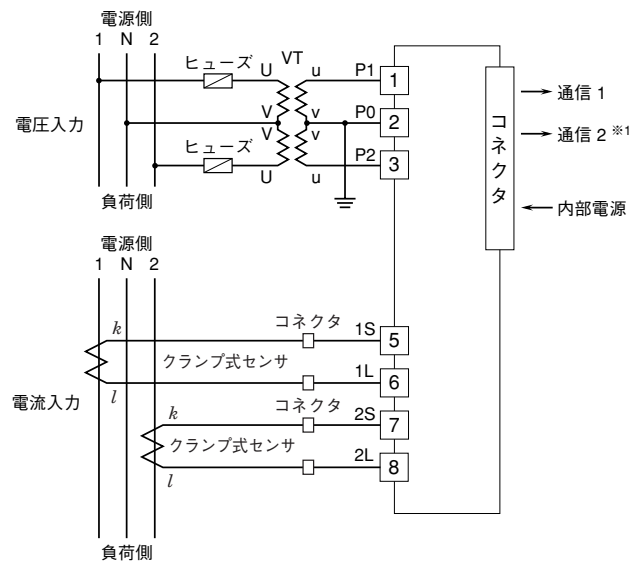 電源側
1 N 2
ヒューズ
VT
U
u
P1
1
通信 1
コネクタ
電圧入力
V
v
P0
2
通信 2 ※1
V
v
ヒューズ
P2
3
U
u
負荷側
内部電源
電源側
1 N 2
k
コネクタ
1S
5
クランプ式センサ
l
1L
6
電流入力
k
コネクタ
2S
7
クランプ式センサ
l
2L
8
負荷側